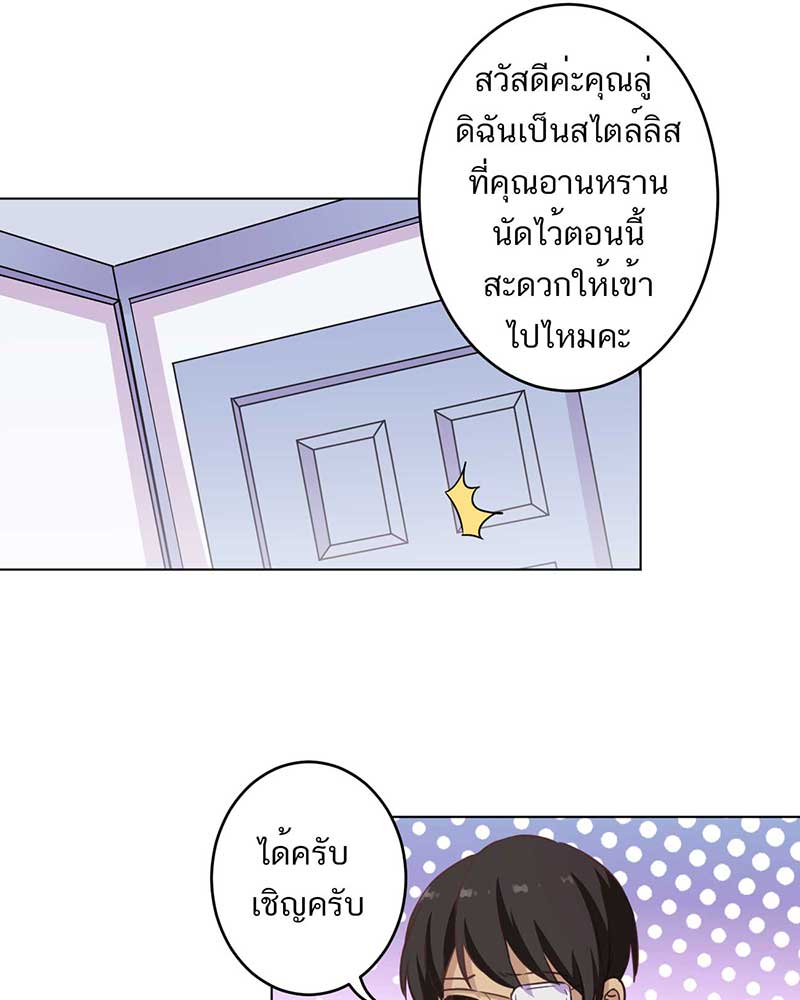 สวัสดีค่ะคุณลู่
ดิฉันเป็นสไตล์ลิส
ที่คุณอานหราน
นัดไว้ตอนนี้
สะดวกให้เข้า
ไปไหมคะ
ได้ครับ
เชิญครับ